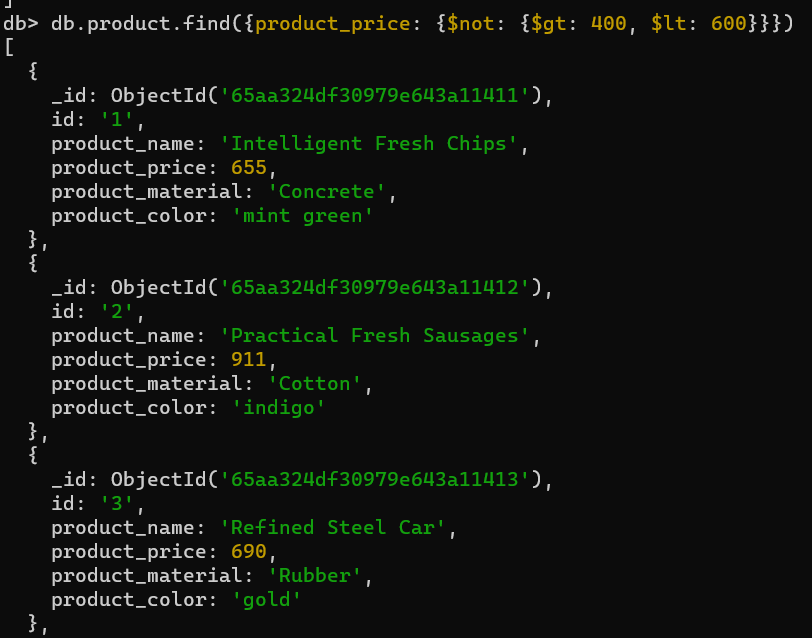 ]
db> db.product.find({product_price: {$not: {$gt: 400, $lt: 600}}})
[
  {
    _id: ObjectId('65aa324df30979e643a11411'),
    id: '1',
    product_name: 'Intelligent Fresh Chips',
    product_price: 655,
    product_material: 'Concrete',
    product_color: 'mint green'
  },
  {
    _id: ObjectId('65aa324df30979e643a11412'),
    id: '2',
    product_name: 'Practical Fresh Sausages',
    product_price: 911,
    product_material: 'Cotton',
    product_color: 'indigo'
  },
  {
    _id: ObjectId('65aa324df30979e643a11413'),
    id: '3',
    product_name: 'Refined Steel Car',
    product_price: 690,
    product_material: 'Rubber',
    product_color: 'gold'
  },